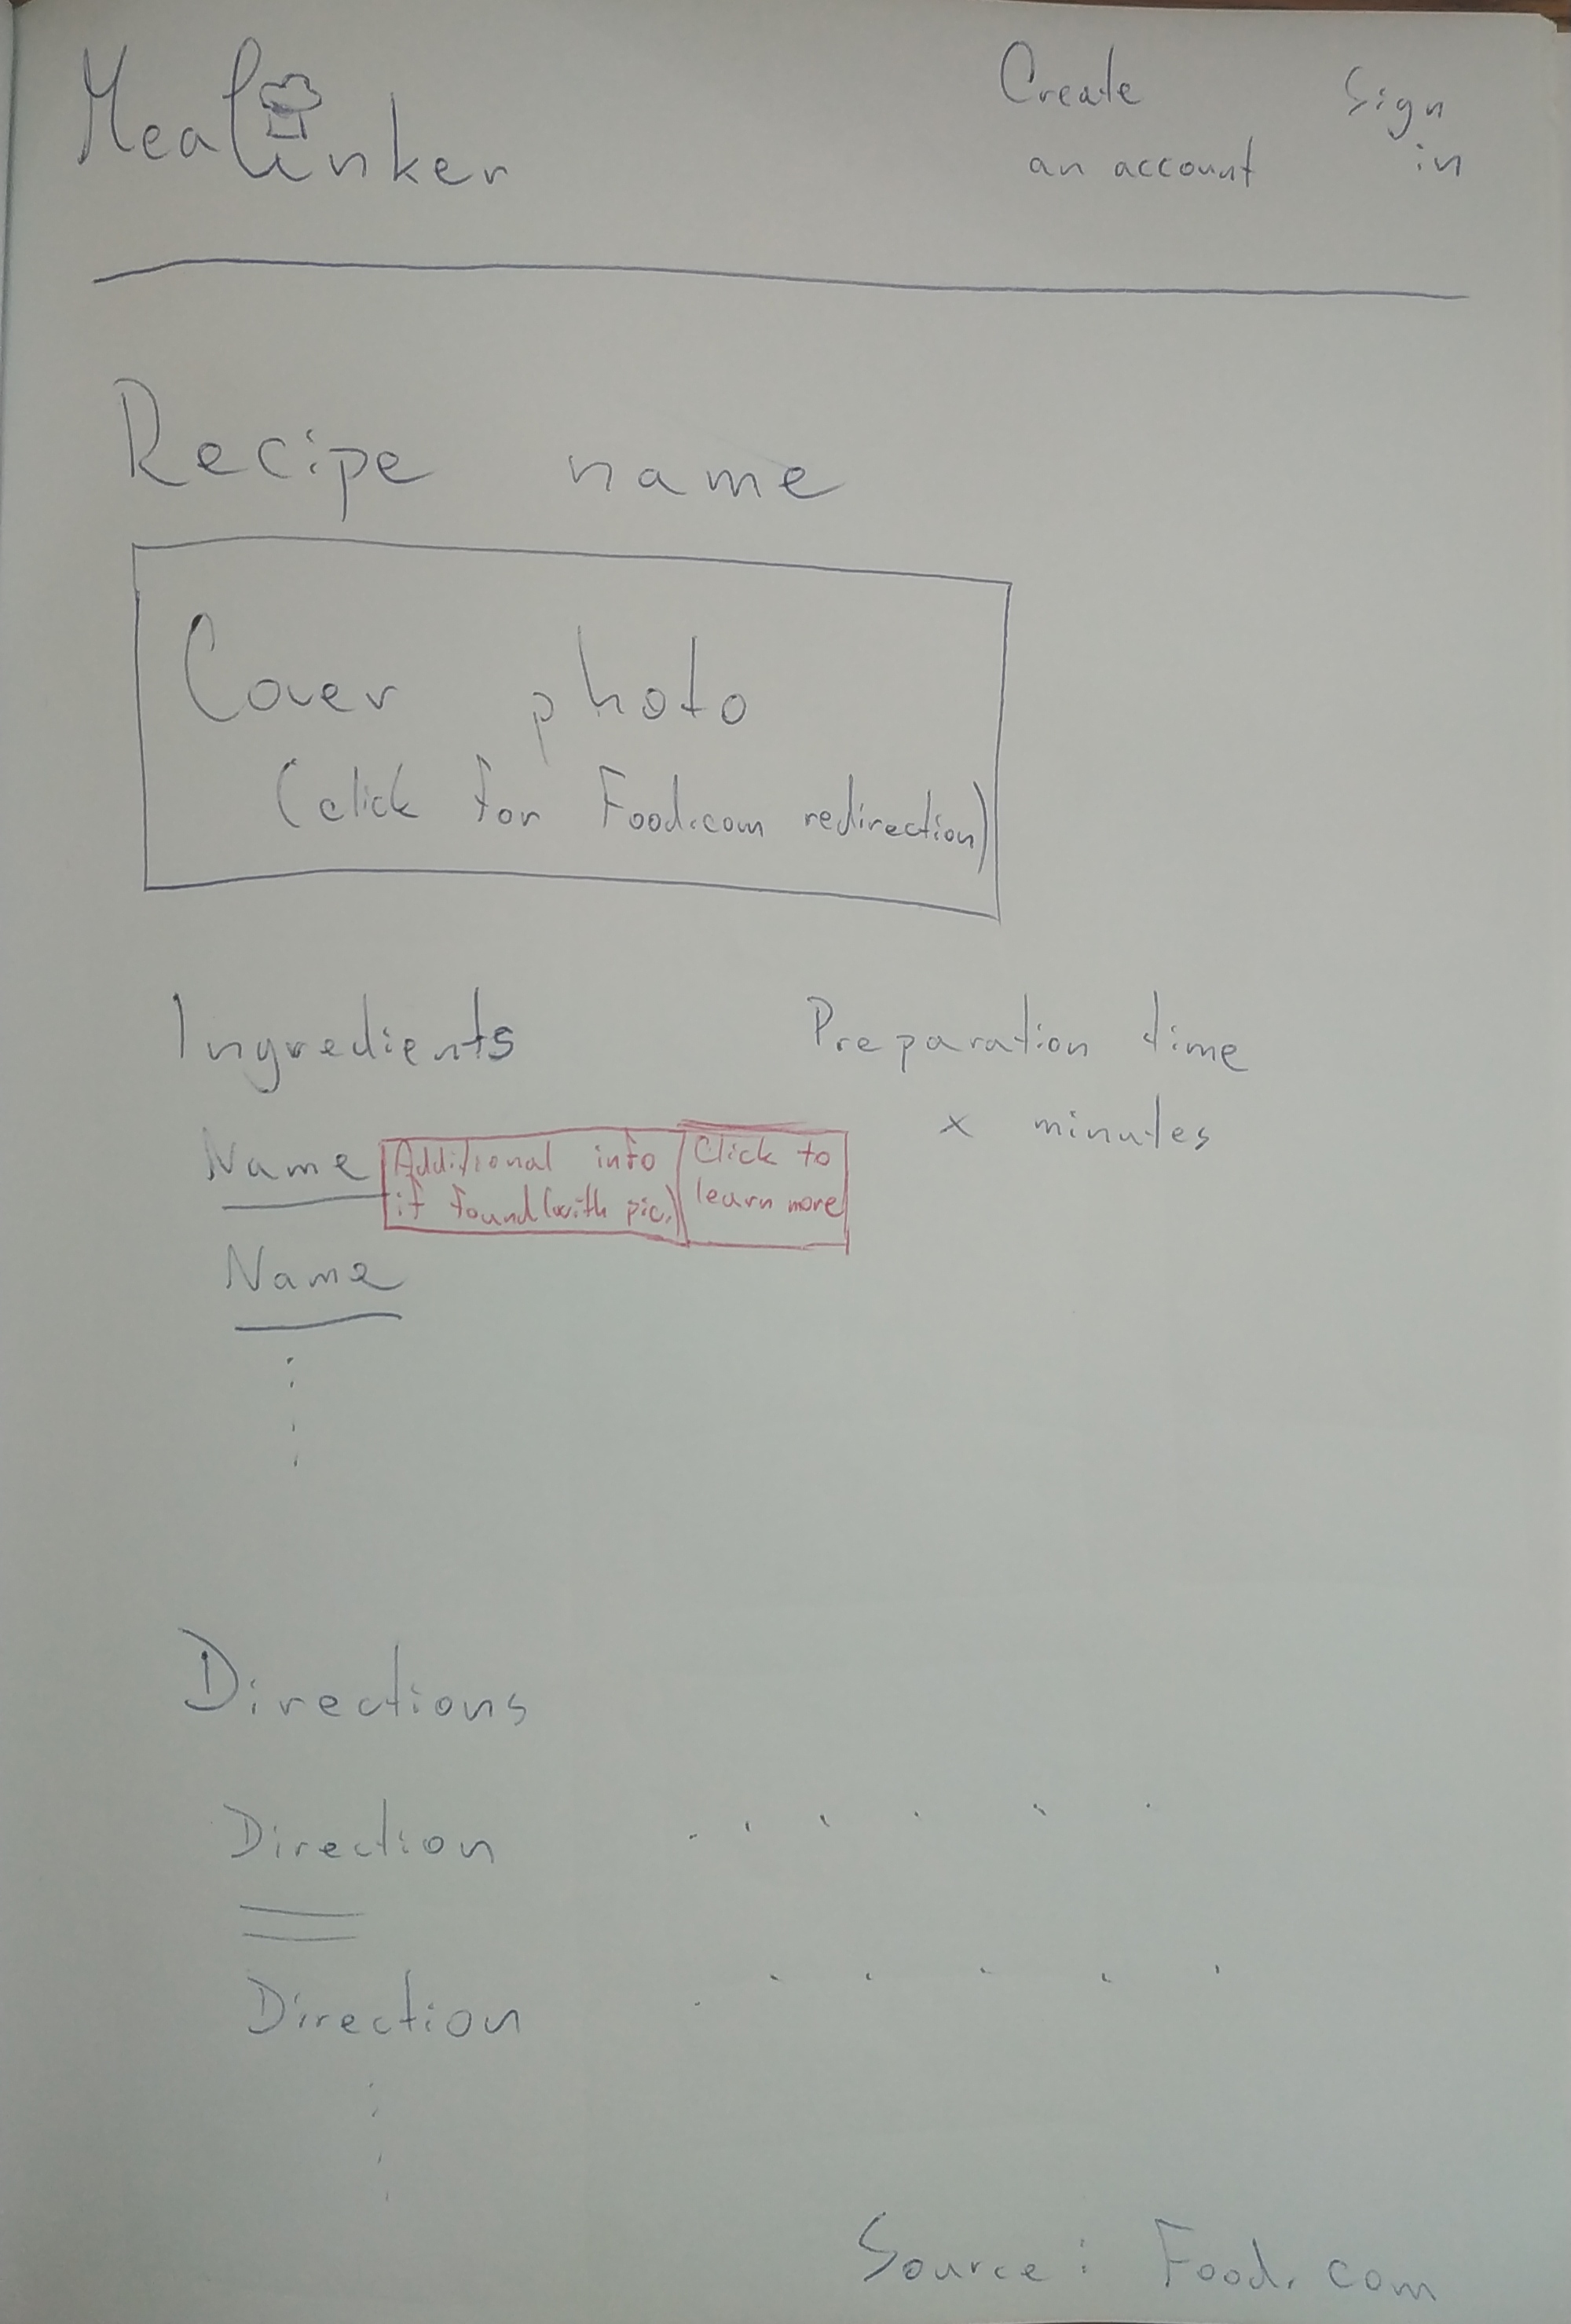 Mealinker
Create
an account
Sign
in
Recipe name
Cover photo
(click for Food.com redirection)
Ingredients
Preparation time
x minutes
Name
Additional info
if found (with pic.)
Click to
learn more
Name
Directions
Direction
Direction
Source: Food.com